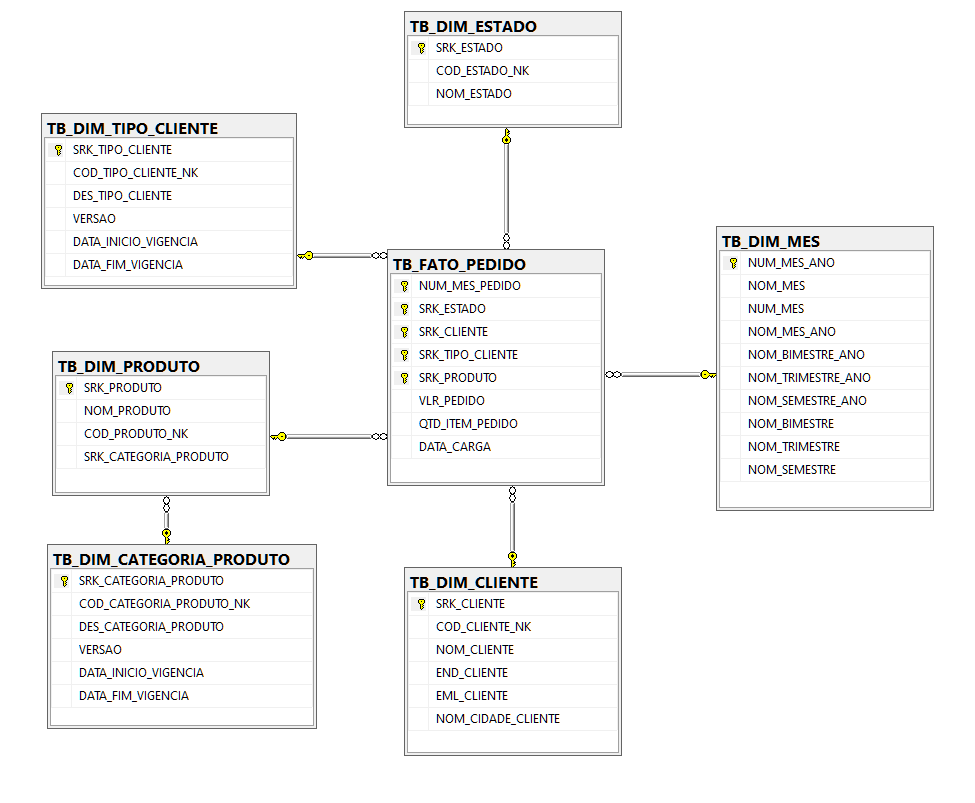 TB_DIM_ESTADO
SRK_ESTADO
COD_ESTADO_NK
NOM_ESTADO
TB_DIM_TIPO_CLIENTE
SRK_TIPO_CLIENTE
COD_TIPO_CLIENTE_NK
DES_TIPO_CLIENTE
VERSAO
DATA_INICIO_VIGENCIA
DATA_FIM_VIGENCIA
TB_FATO_PEDIDO
NUM_MES_PEDIDO
SRK_ESTADO
SRK_CLIENTE
SRK_TIPO_CLIENTE
SRK_PRODUTO
VLR_PEDIDO
QTD_ITEM_PEDIDO
DATA_CARGA
TB_DIM_MES
NUM_MES_ANO
NOM_MES
NUM_MES
NOM_MES_ANO
NOM_BIMESTRE_ANO
NOM_TRIMESTRE_ANO
NOM_SEMESTRE_ANO
NOM_BIMESTRE
NOM_TRIMESTRE
NOM_SEMESTRE
TB_DIM_PRODUTO
SRK_PRODUTO
NOM_PRODUTO
COD_PRODUTO_NK
SRK_CATEGORIA_PRODUTO
TB_DIM_CATEGORIA_PRODUTO
SRK_CATEGORIA_PRODUTO
COD_CATEGORIA_PRODUTO_NK
DES_CATEGORIA_PRODUTO
VERSAO
DATA_INICIO_VIGENCIA
DATA_FIM_VIGENCIA
TB_DIM_CLIENTE
SRK_CLIENTE
COD_CLIENTE_NK
NOM_CLIENTE
END_CLIENTE
EML_CLIENTE
NOM_CIDADE_CLIENTE